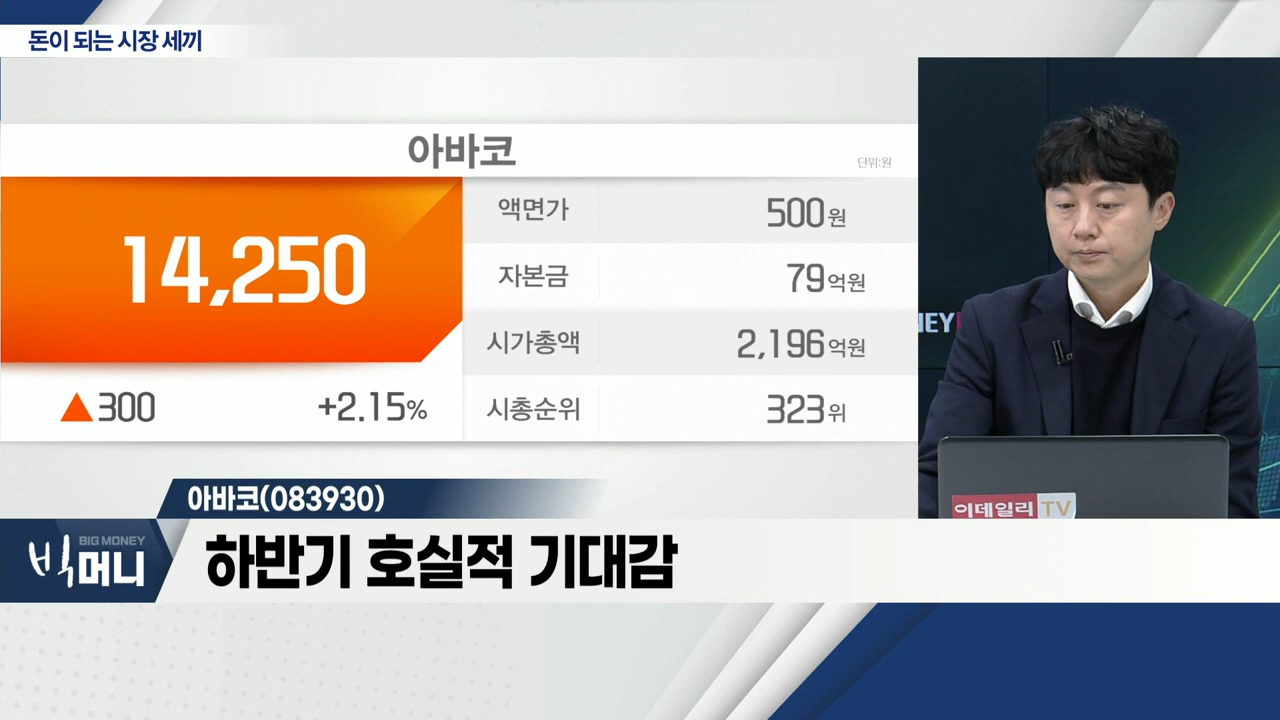 돈이 되는 시장 세끼
아바코
단위:원
14,250
▲300 +2.15%
액면가 500원
자본금 79억원
시가총액 2,196억원
시총순위 323위
NEY
이데일리 TV
아바코(083930)
BIG MONEY
빅머니
하반기 호실적 기대감